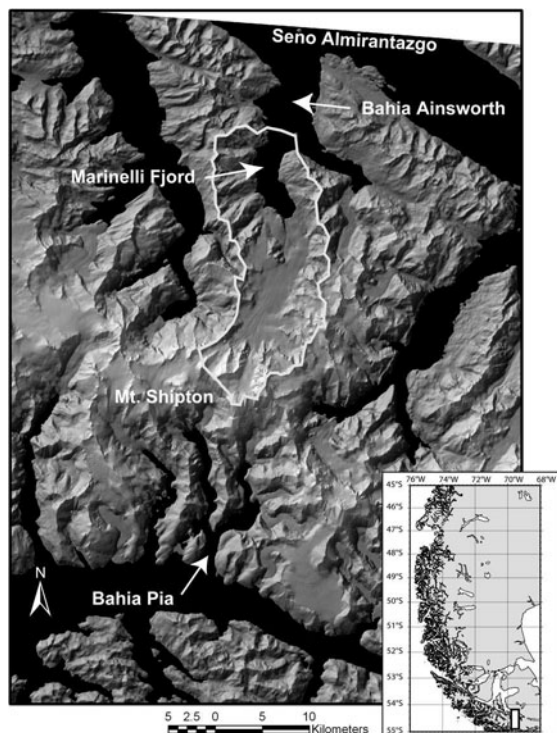 Seno Almirantazgo
Bahia Ainsworth
Marinelli Fjord
Mt. Shipton
N
Bahia Pia
5 2.5 0 5 10
Kilometers
76°W 74°W 72°W 70°W 68°W
45°S
46°S
47°S
48°S
49°S
50°S
51°S
52°S
53°S
54°S
55°S